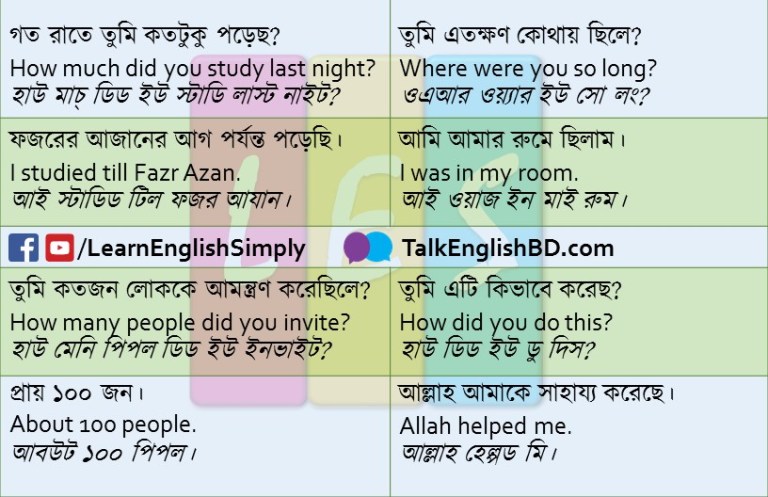 গত রাতে তুমি কতটুকু পড়েছ?
How much did you study last night?
হাউ মাচ্ ডিড ইউ স্টাডি লাস্ট নাইট?
তুমি এতক্ষণ কোথায় ছিলে?
Where were you so long?
ওএআর ওয়্যার ইউ সো লং?
ফজরের আজানের আগ পর্যন্ত পড়েছি।
I studied till Fazr Azan.
আই স্টাডিড টিল ফজর আযান।
আমি আমার রুমে ছিলাম।
I was in my room.
আই ওয়াজ ইন মাই রুম।
/LearnEnglishSimply
TalkEnglishBD.com
তুমি কতজন লোককে আমন্ত্রণ করেছিলে?
How many people did you invite?
হাউ মেনি পিপল ডিড ইউ ইনভাইট?
তুমি এটি কিভাবে করেছ?
How did you do this?
হাউ ডিড ইউ ডু দিস?
প্রায় ১০০ জন।
About 100 people.
আবউট ১০০ পিপল।
আল্লাহ আমাকে সাহায্য করেছে।
Allah helped me.
আল্লাহ হেল্পড মি।
LES